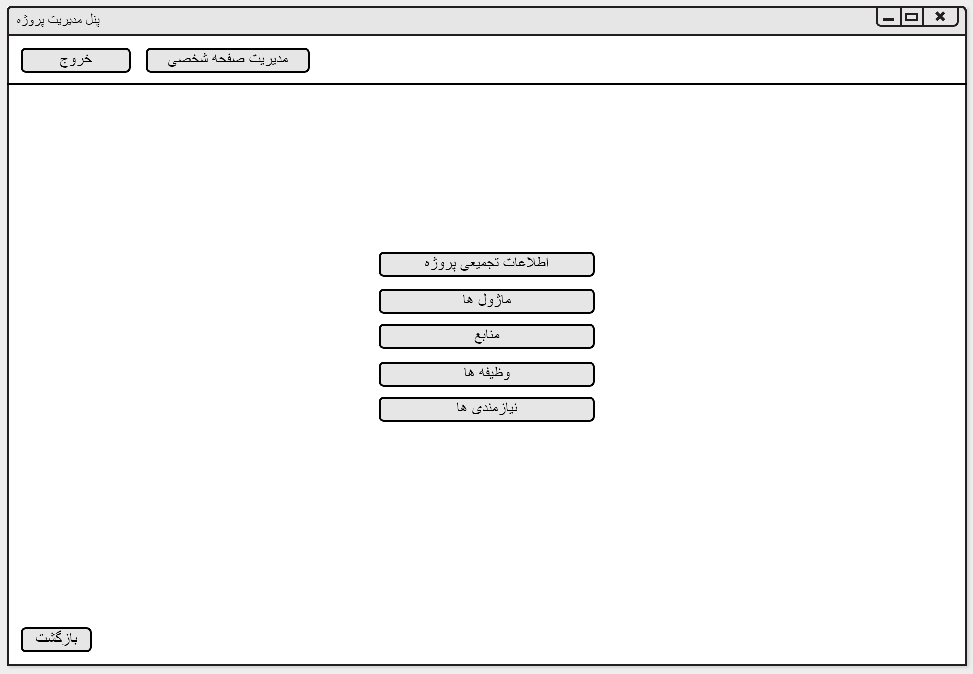 پنل مدیریت پروژه
مدیریت صفحه شخصی
خروج
اطلاعات تجمیعی پروژه
ماژول ها
منابع
وظیفه ها
نیازمندی ها
بازگشت